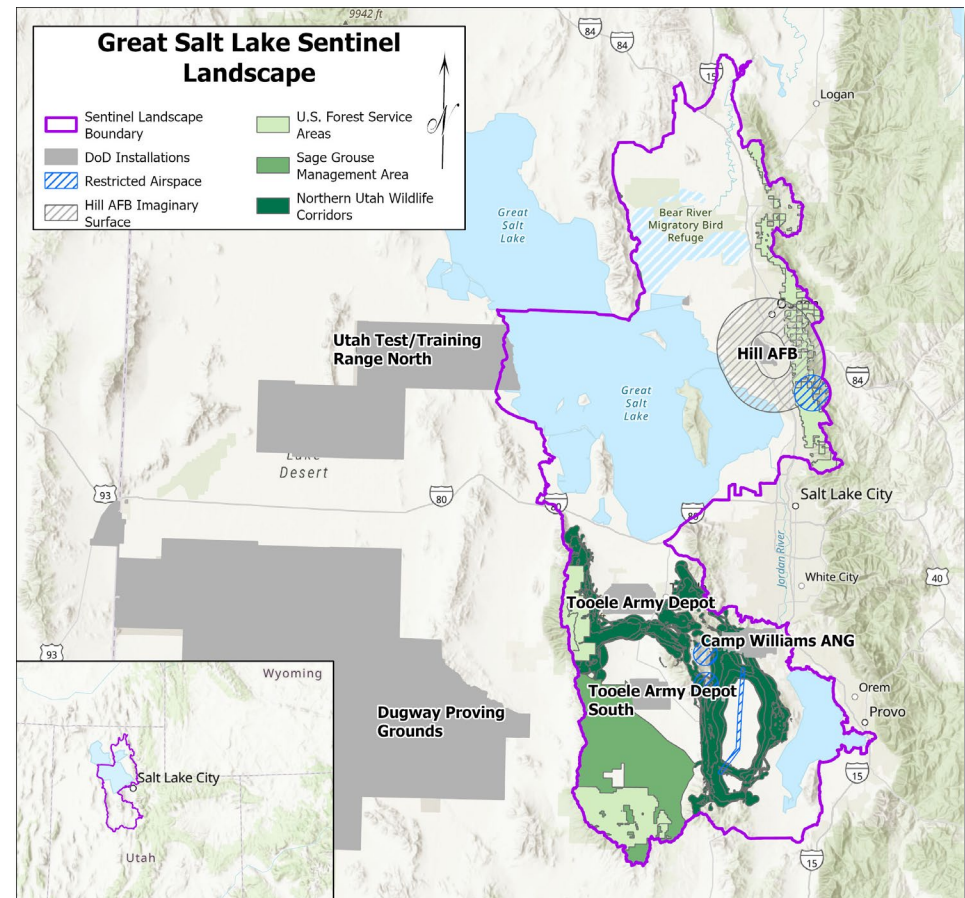 9942 ft
Great Salt Lake Sentinel
Landscape
Sentinel Landscape
Boundary
DoD Installations
Restricted Airspace
Hill AFB Imaginary
Surface
U.S. Forest Service
Areas
Sage Grouse
Management Area
Northern Utah Wildlife
Corridors
N
84
84
15
Logan
Great
Salt
Lake
Bear River
Migratory Bird
Refuge
Utah Test/Training
Range North
Hill AFB
84
Great
Salt
Lake
Lake
Desert
93
80
80
80
Salt Lake City
Jordan River
White City
40
Tooele Army Depot
Camp Williams ANG
93
Tooele Army Depot
South
Orem
Provo
Dugway Proving
Grounds
15
15
Wyoming
Salt Lake City
Utah